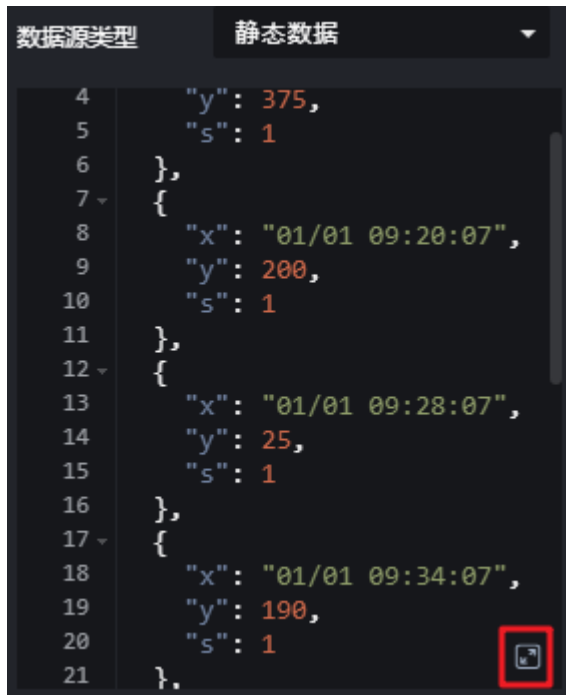 数据源类型 静态数据
4 "y": 375,
5 "s": 1
6 },
7 {
8 "x": "01/01 09:20:07",
9 "y": 200,
10 "s": 1
11 },
12 {
13 "x": "01/01 09:28:07",
14 "y": 25,
15 "s": 1
16 },
17 {
18 "x": "01/01 09:34:07",
19 "y": 190,
20 "s": 1
21 },